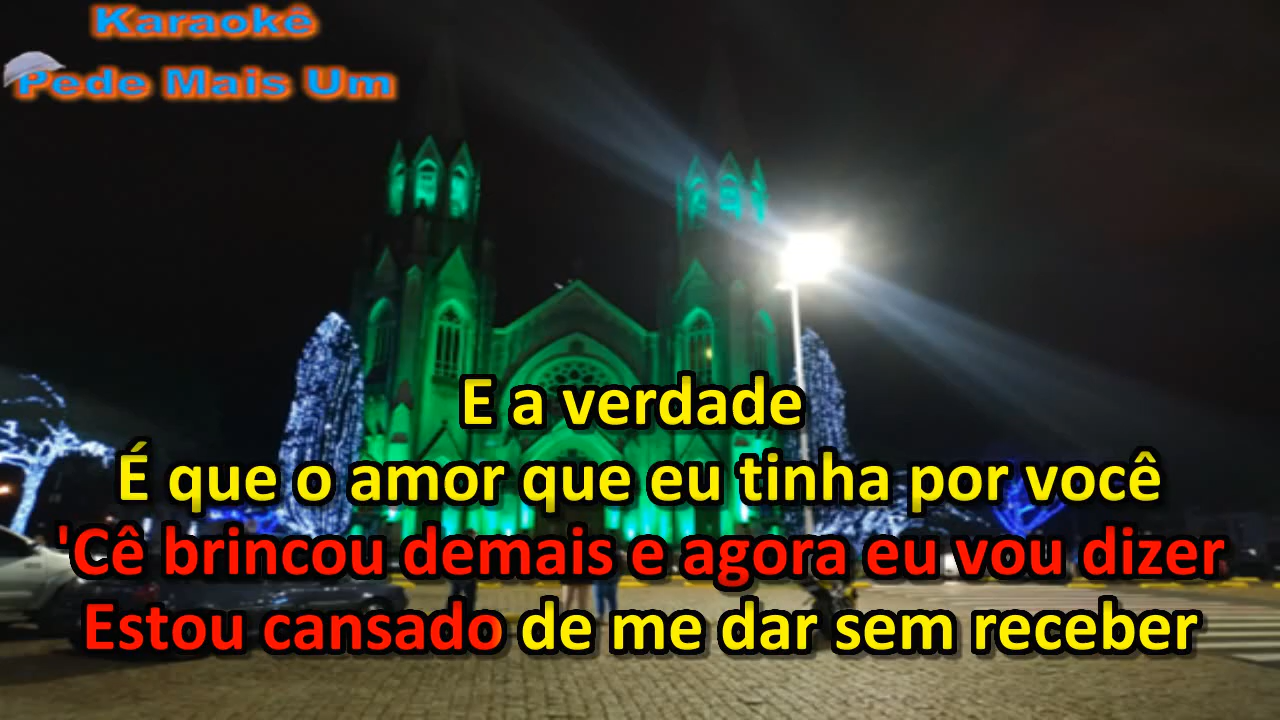 Karaokê
Pede Mais Um
E a verdade
É que o amor que eu tinha por você
'Cê brincou demais e agora eu vou dizer
Estou cansado de me dar sem receber